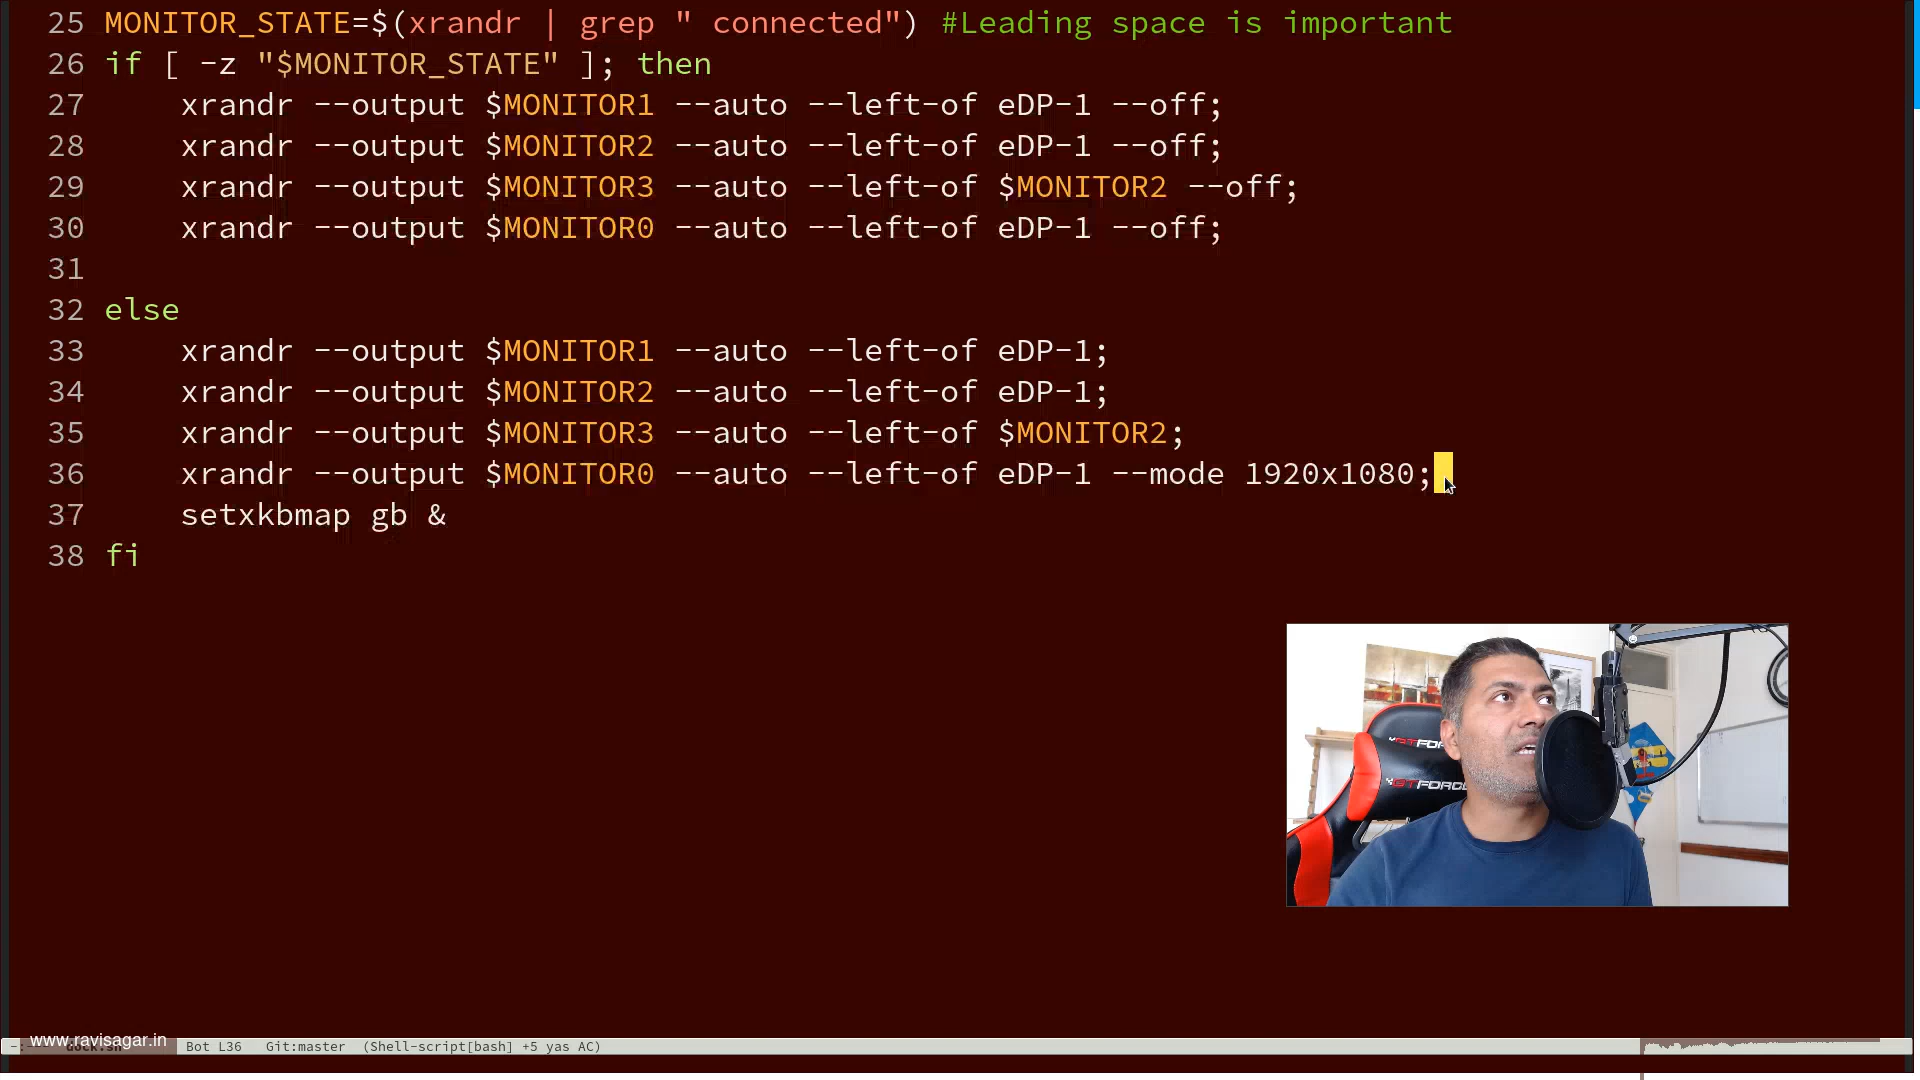 25 MONITOR_STATE=$(xrandr | grep " connected") #Leading space is important
26 if [ -z "$MONITOR_STATE" ]; then
27     xrandr --output $MONITOR1 --auto --left-of eDP-1 --off;
28     xrandr --output $MONITOR2 --auto --left-of eDP-1 --off;
29     xrandr --output $MONITOR3 --auto --left-of $MONITOR2 --off;
30     xrandr --output $MONITOR0 --auto --left-of eDP-1 --off;
31
32 else
33     xrandr --output $MONITOR1 --auto --left-of eDP-1;
34     xrandr --output $MONITOR2 --auto --left-of eDP-1;
35     xrandr --output $MONITOR3 --auto --left-of $MONITOR2;
36     xrandr --output $MONITOR0 --auto --left-of eDP-1 --mode 1920x1080;
37     setxkbmap gb &
38 fi
GTFORCE
www.ravisagar.in
Bot L36 Git:master (Shell-script[bash] +5 yas AC)